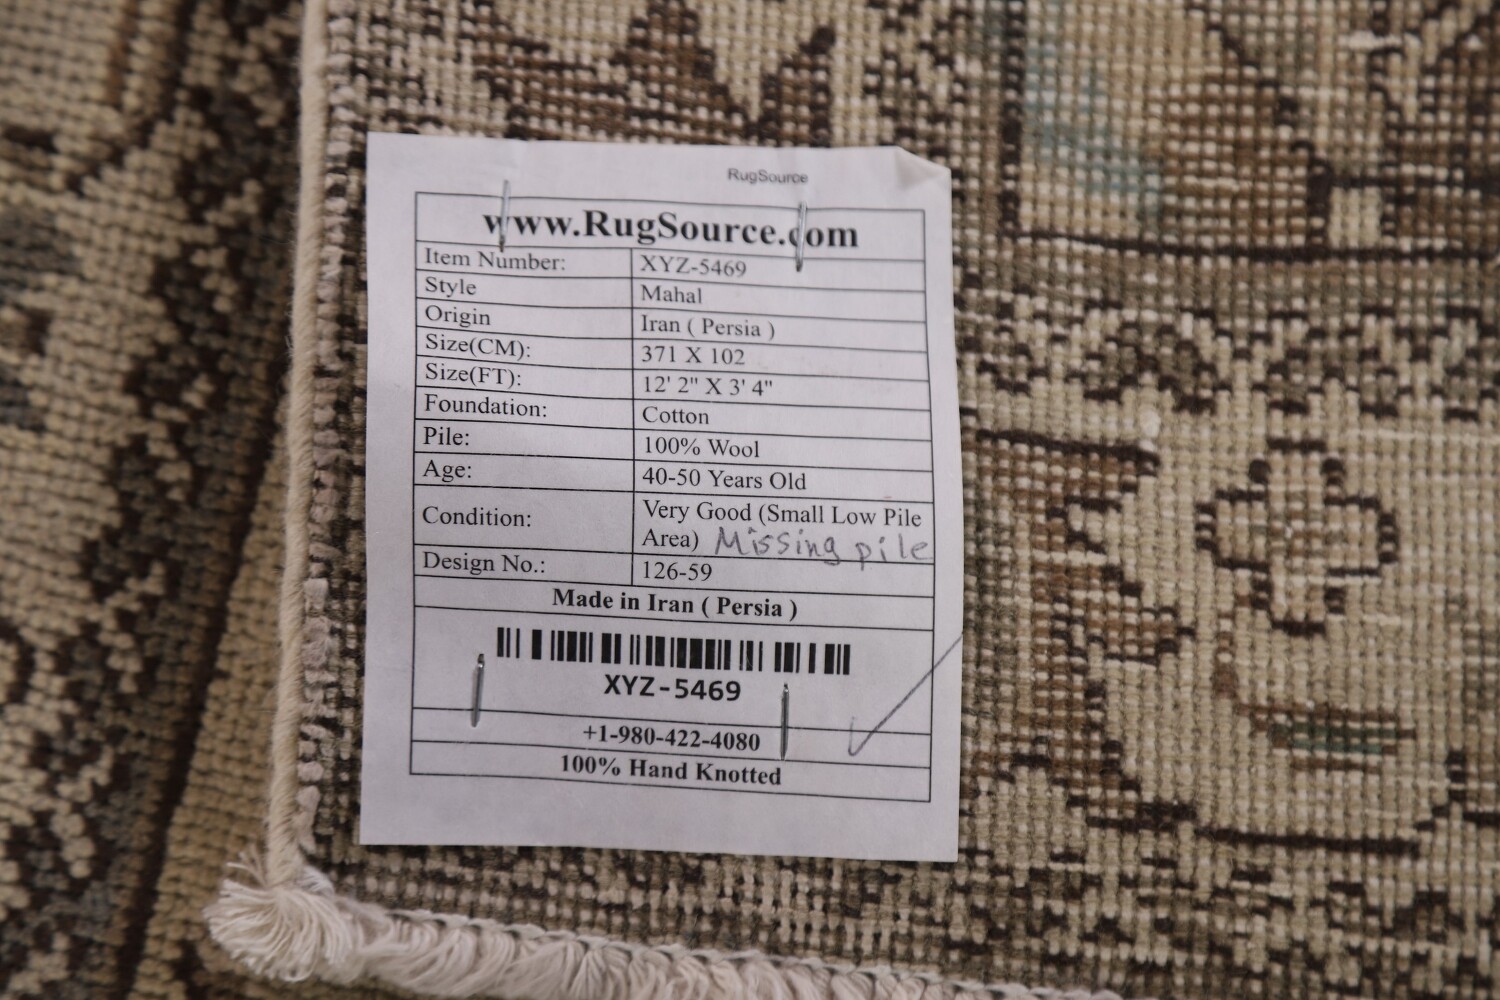 RugSource
www.RugSource.com
Item Number: XYZ-5469
Style Mahal
Origin Iran ( Persia )
Size(CM): 371 X 102
Size(FT): 12' 2" X 3' 4"
Foundation: Cotton
Pile: 100% Wool
Age: 40-50 Years Old
Condition: Very Good (Small Low Pile
Area) Missing pile
Design No.: 126-59
Made in Iran ( Persia )
XYZ-5469
+1-980-422-4080
100% Hand Knotted